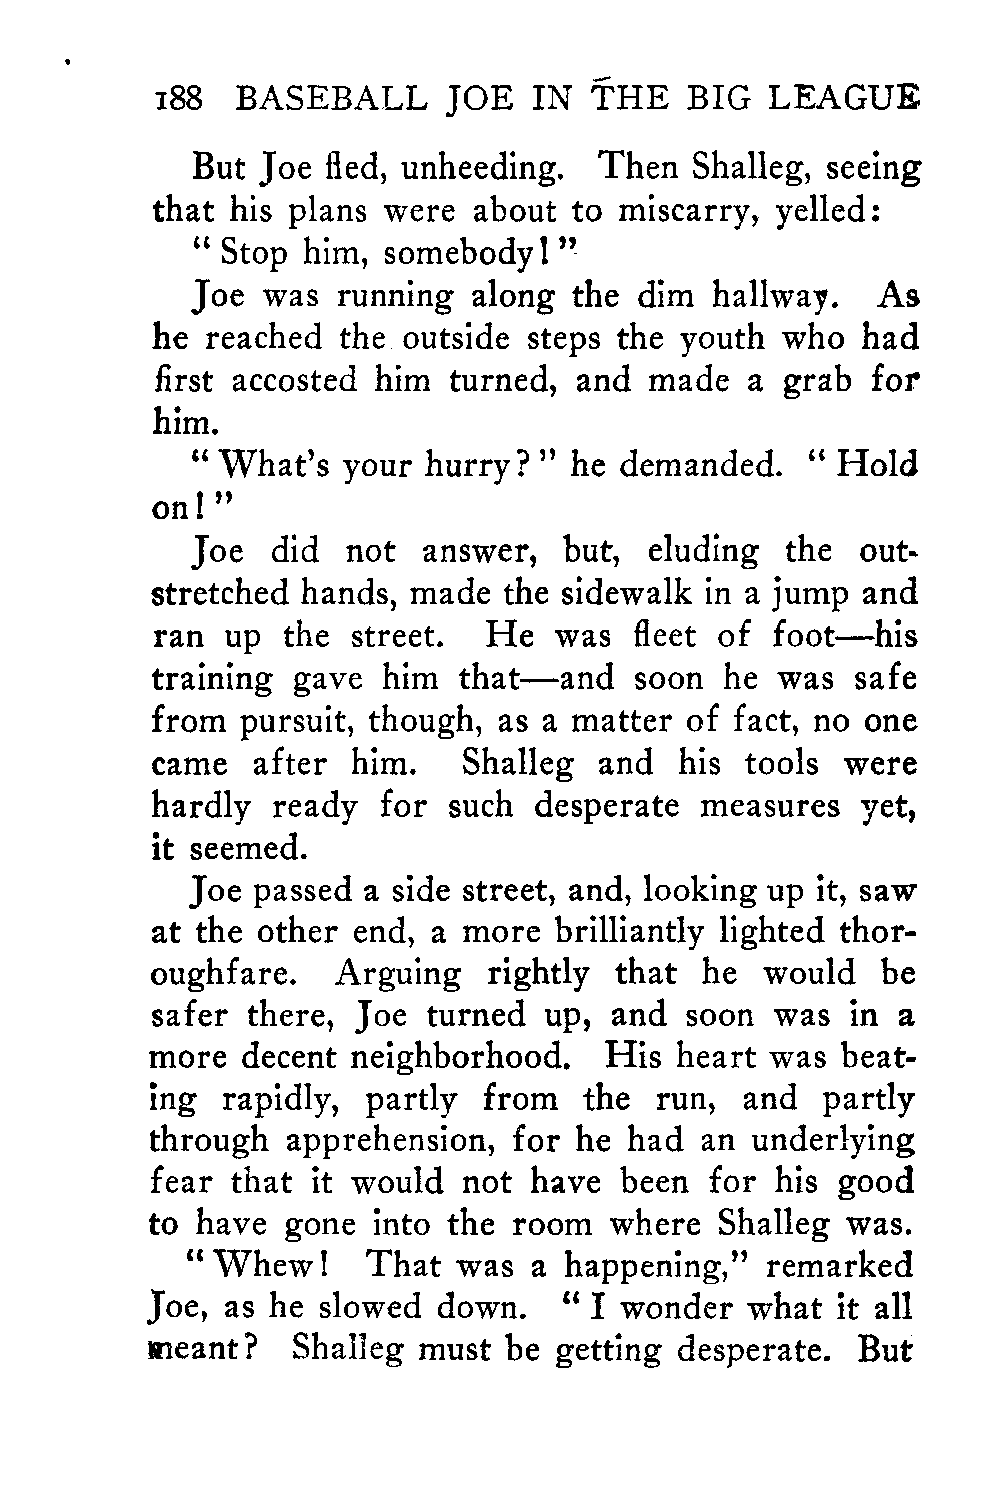 188 BASEBALL JOE IN THE BIG LEAGUE
But Joe fled, unheeding. Then Shalleg, seeing
that his plans were about to miscarry, yelled:
“ Stop him, somebody! ”
Joe was running along the dim hallway. As
he reached the outside steps the youth who had
first accosted him turned, and made a grab for
him.
“ What’s your hurry? ” he demanded. “ Hold
on! ”
Joe did not answer, but, eluding the out-
stretched hands, made the sidewalk in a jump and
ran up the street. He was fleet of foot—his
training gave him that—and soon he was safe
from pursuit, though, as a matter of fact, no one
came after him. Shalleg and his tools were
hardly ready for such desperate measures yet,
it seemed.
Joe passed a side street, and, looking up it, saw
at the other end, a more brilliantly lighted thor-
oughfare. Arguing rightly that he would be
safer there, Joe turned up, and soon was in a
more decent neighborhood. His heart was beat-
ing rapidly, partly from the run, and partly
through apprehension, for he had an underlying
fear that it would not have been for his good
to have gone into the room where Shalleg was.
“ Whew! That was a happening,” remarked
Joe, as he slowed down. “ I wonder what it all
meant? Shalleg must be getting desperate. But